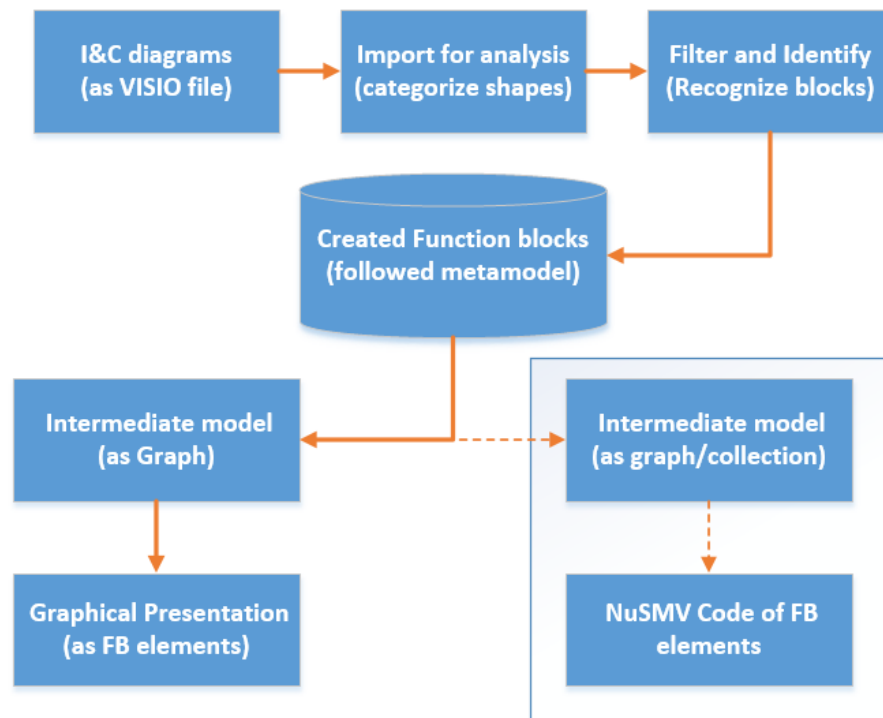 I&C diagrams
(as VISIO file)
Import for analysis
(categorize shapes)
Filter and Identify
(Recognize blocks)
Created Function blocks
(followed metamodel)
Intermediate model
(as Graph)
Intermediate model
(as graph/collection)
Graphical Presentation
(as FB elements)
NuSMV Code of FB
elements